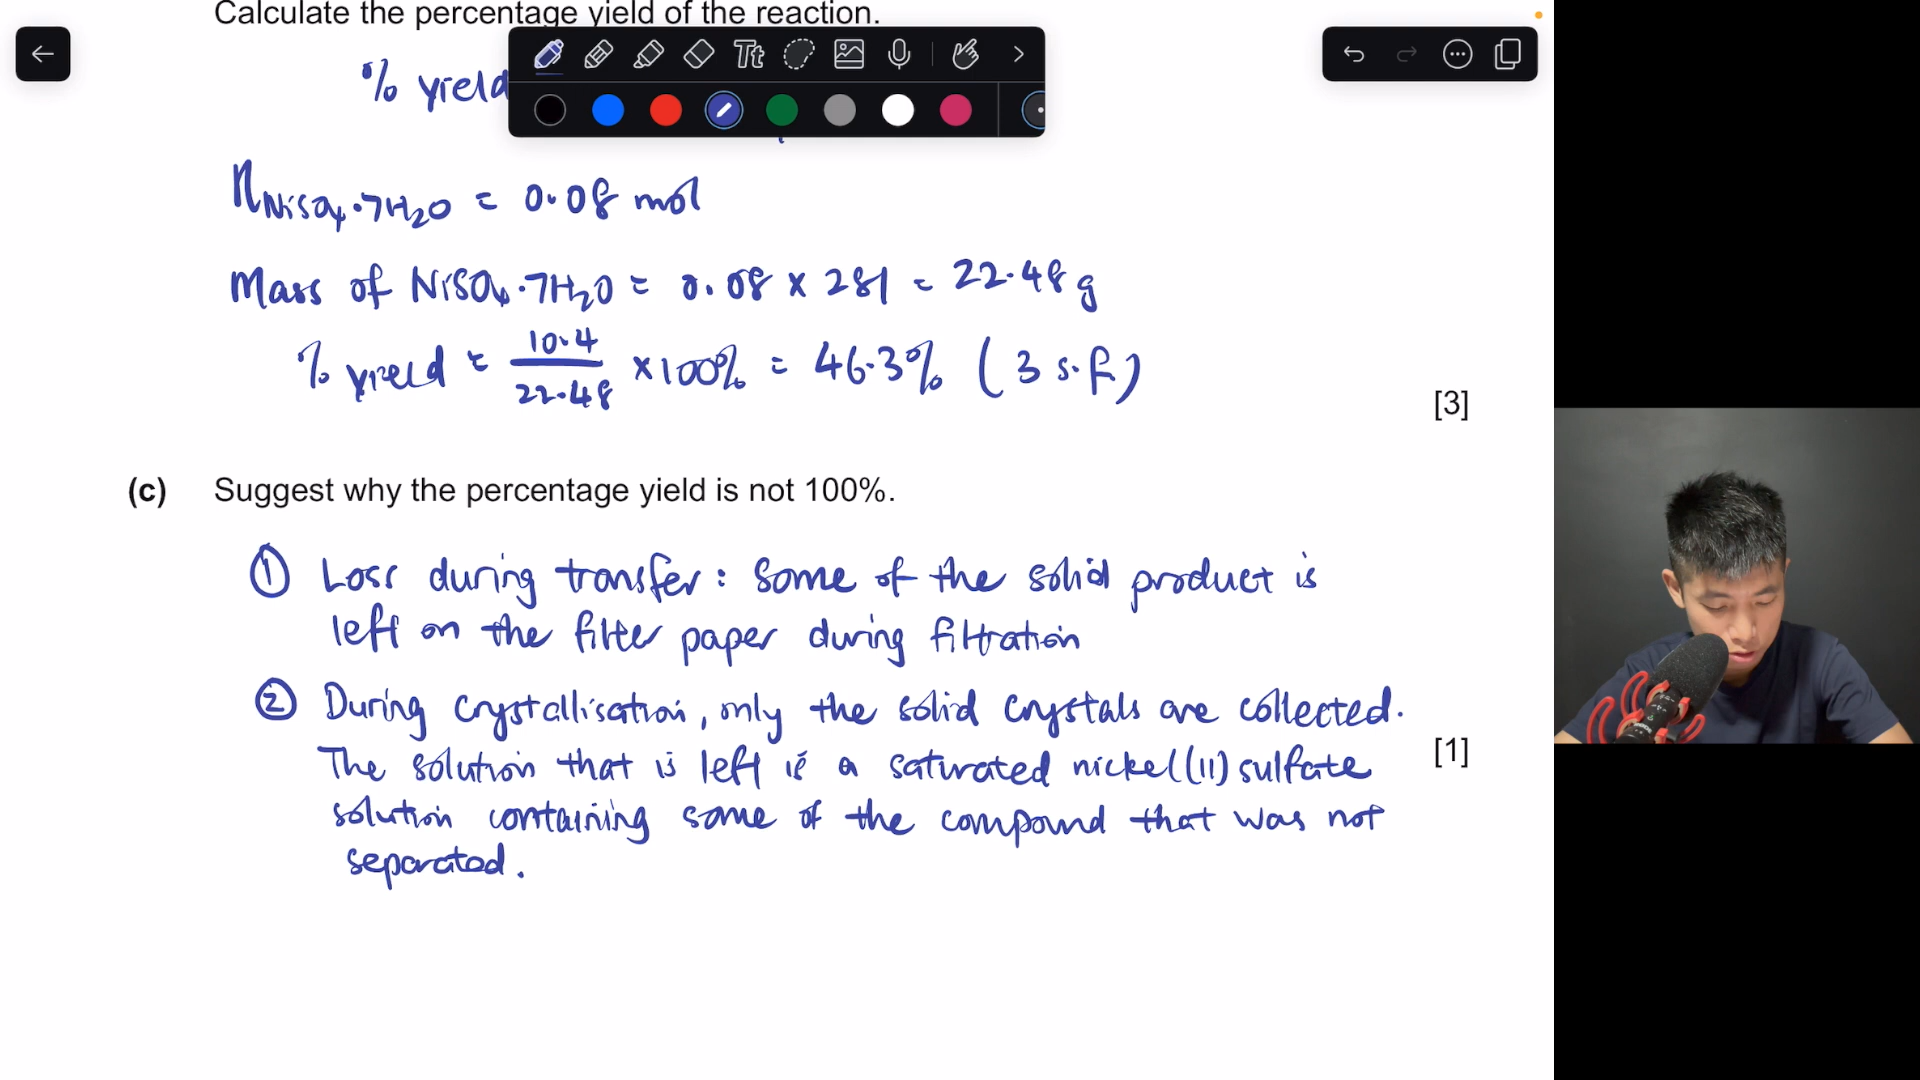 Calculate the percentage yield of the reaction.
Tt
% yield
nNiSO₄·7H₂O = 0.08 mol
Mass of NiSO₄·7H₂O = 0.08 × 281 = 22.48 g
% yield = 10.4/22.48 × 100% = 46.3% (3 s.f)
[3]
(c) Suggest why the percentage yield is not 100%.
① Loss during transfer: some of the solid product is
left on the filter paper during filtration
② During crystallisation, only the solid crystals are collected.
The solution that is left is a saturated nickel(II) sulfate
[1]
solution containing some of the compound that was not
separated.